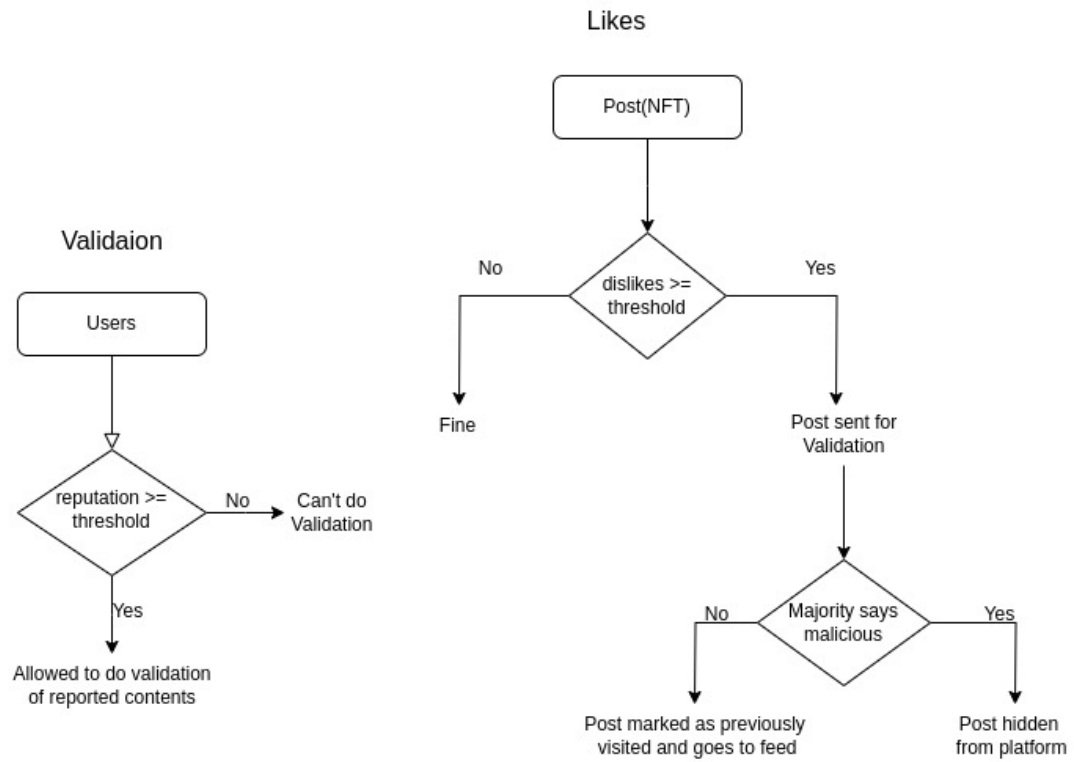 Likes
Post(NFT)
No
dislikes >=
threshold
Yes
Fine
Post sent for
Validation
No
Majority says
malicious
Yes
Post marked as previously
visited and goes to feed
Post hidden
from platform
Validaion
Users
reputation >=
threshold
No
Can't do
Validation
Yes
Allowed to do validation
of reported contents